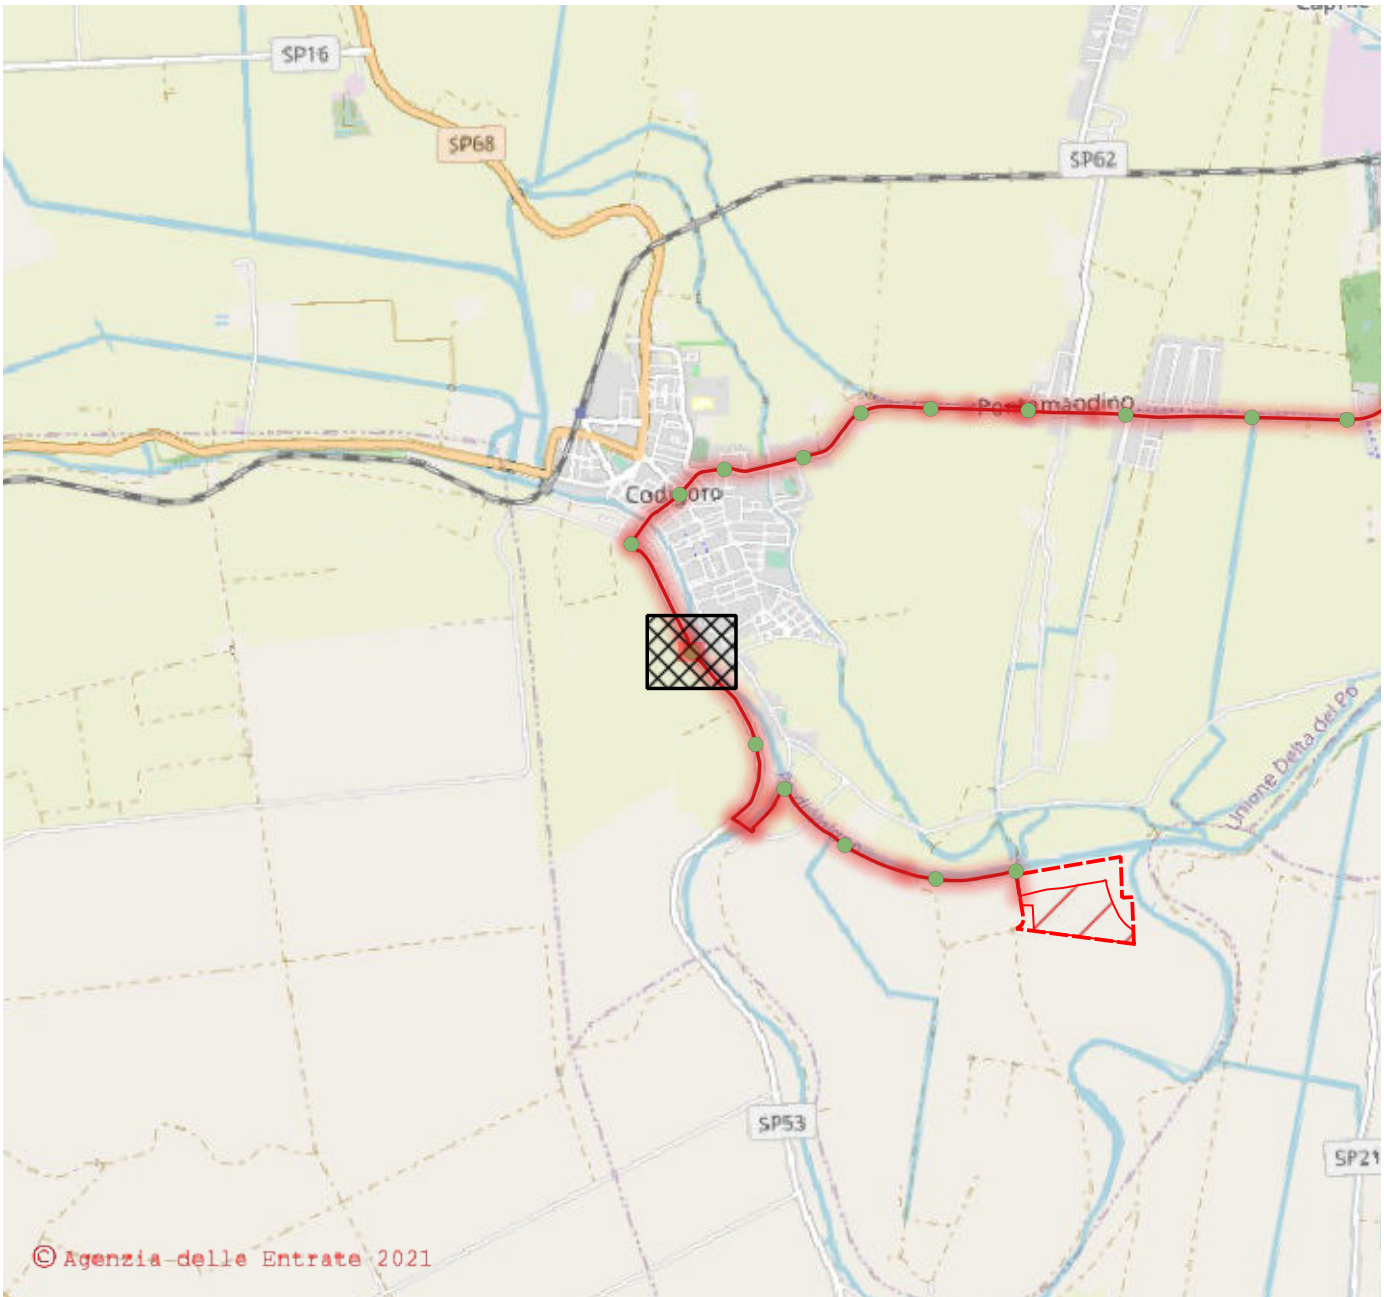 SP16
SP68
SP62
Pontemaodino
Codigoro
Unione Delta del Po
SP53
SP21
© Agenzia delle Entrate 2021